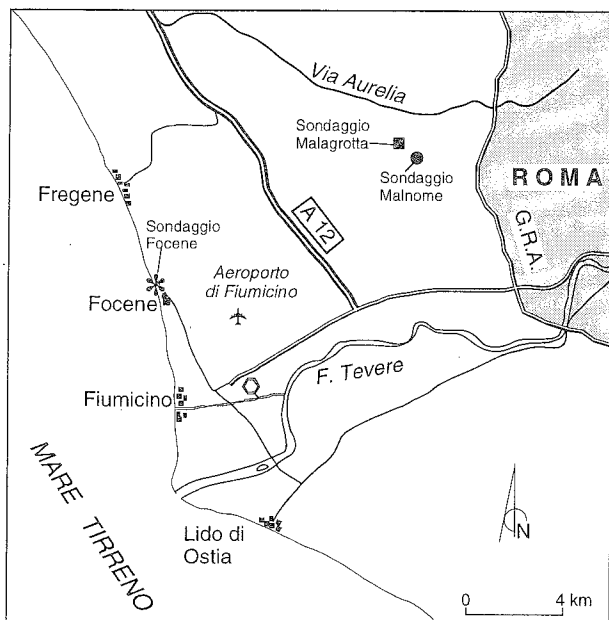 Via Aurelia
Sondaggio
Malagrotta
Sondaggio
Malnome
ROMA
Fregene
Sondaggio
Focene
A 12
G.R.A.
Aeroporto
di Fiumicino
Focene
F. Tevere
Fiumicino
MARE TIRRENO
Lido di
Ostia
N
0 4 km